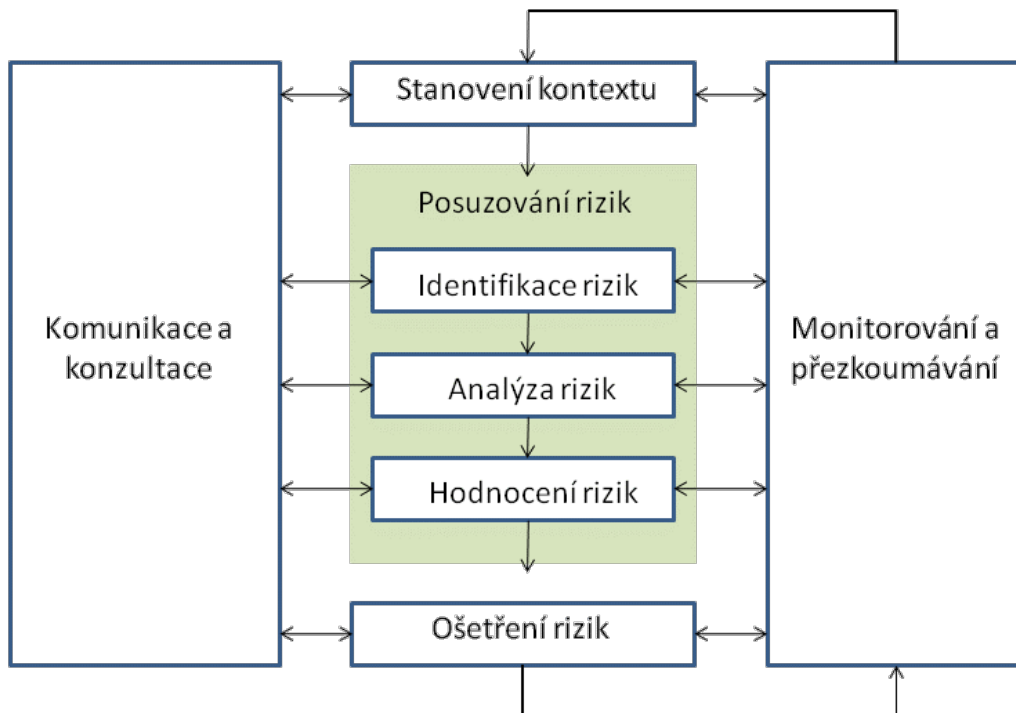 Stanovení kontextu
Posuzování rizik
Identifikace rizik
Komunikace a
konzultace
Monitorování a
přezkoumávání
Analýza rizik
Hodnocení rizik
Ošetření rizik